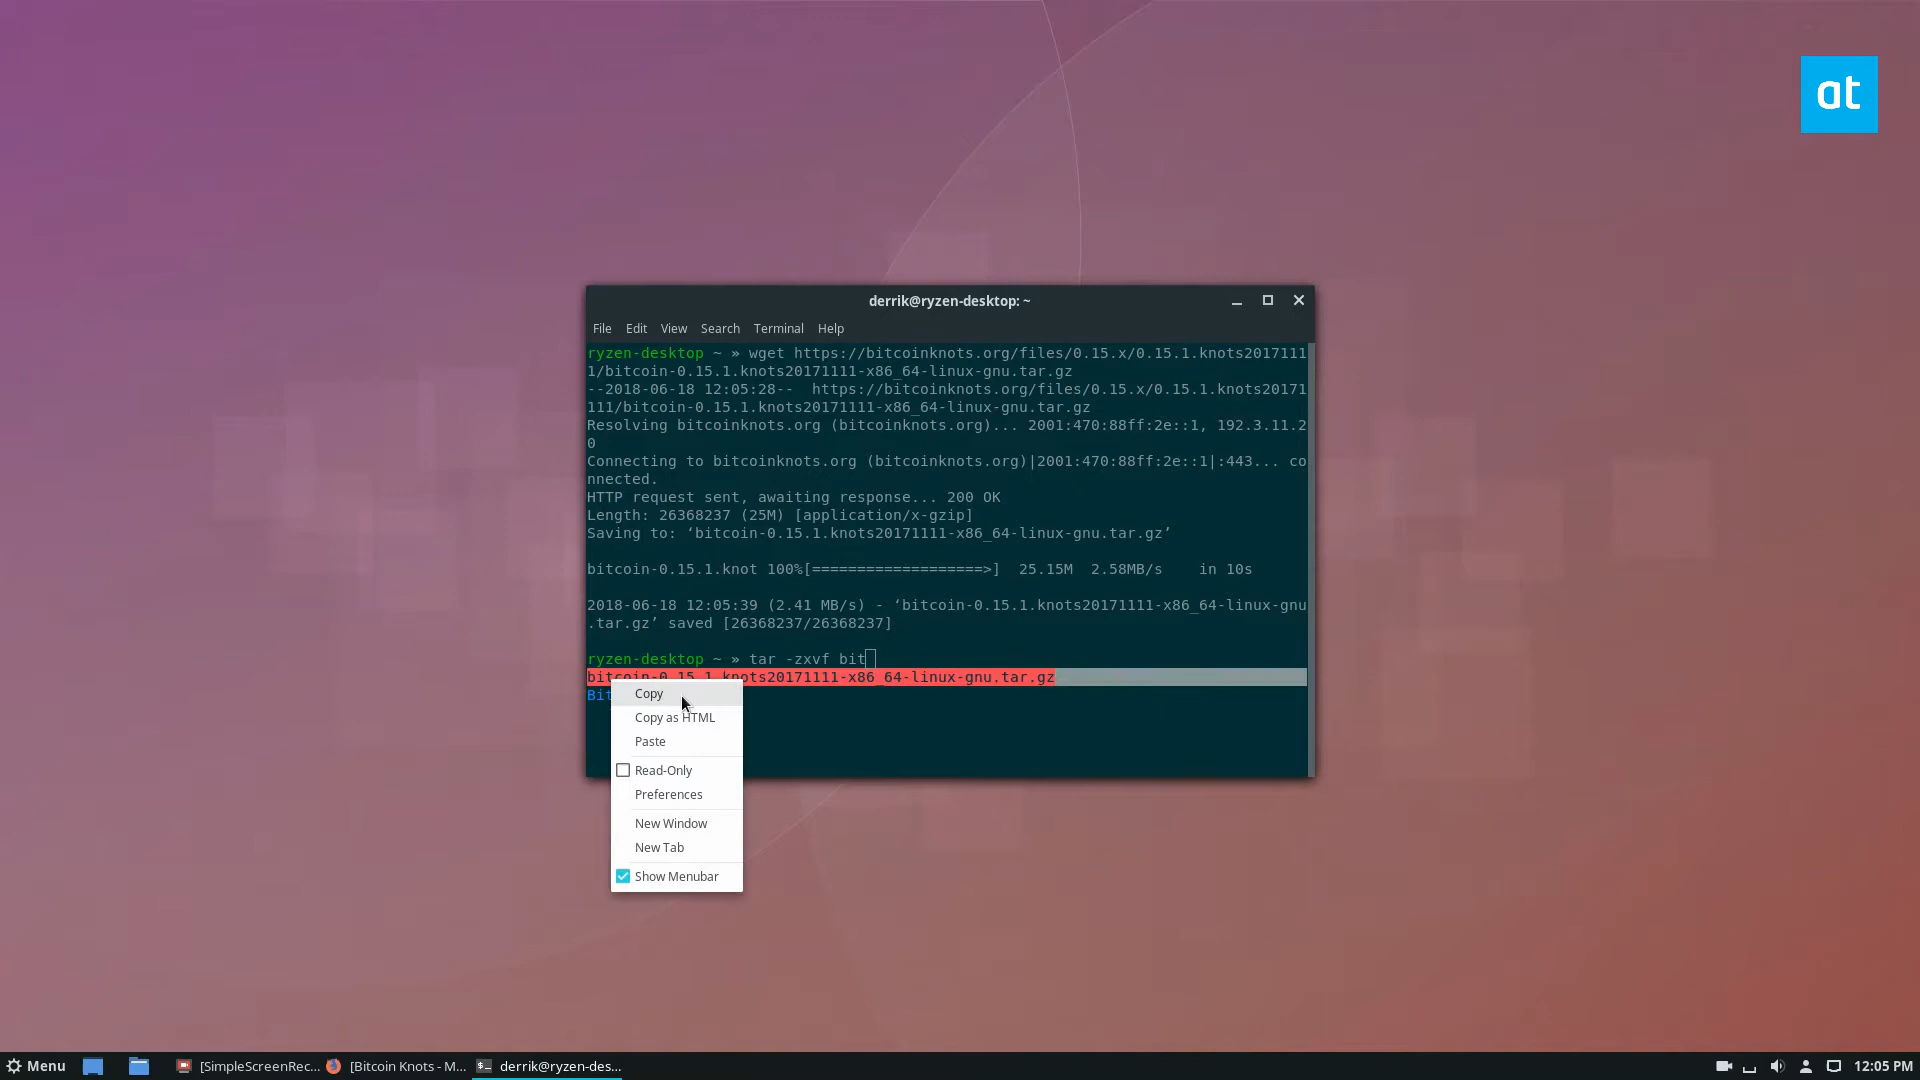 at
derrik@ryzen-desktop: ~
File Edit View Search Terminal Help
ryzen-desktop ~ » wget https://bitcoinknots.org/files/0.15.x/0.15.1.knots2017111
1/bitcoin-0.15.1.knots20171111-x86_64-linux-gnu.tar.gz
--2018-06-18 12:05:28--  https://bitcoinknots.org/files/0.15.x/0.15.1.knots20171
111/bitcoin-0.15.1.knots20171111-x86_64-linux-gnu.tar.gz
Resolving bitcoinknots.org (bitcoinknots.org)... 2001:470:88ff:2e::1, 192.3.11.2
0
Connecting to bitcoinknots.org (bitcoinknots.org)|2001:470:88ff:2e::1|:443... co
nnected.
HTTP request sent, awaiting response... 200 OK
Length: 26368237 (25M) [application/x-gzip]
Saving to: ‘bitcoin-0.15.1.knots20171111-x86_64-linux-gnu.tar.gz’
bitcoin-0.15.1.knot 100%[===================>]  25.15M  2.58MB/s    in 10s
2018-06-18 12:05:39 (2.41 MB/s) - ‘bitcoin-0.15.1.knots20171111-x86_64-linux-gnu
.tar.gz’ saved [26368237/26368237]
ryzen-desktop ~ » tar -zxvf bit
bitcoin-0.15.1.knots20171111-x86_64-linux-gnu.tar.gz
Bit
Copy
Copy as HTML
Paste
Read-Only
Preferences
New Window
New Tab
Show Menubar
Menu [SimpleScreenRec... [Bitcoin Knots - M... derrik@ryzen-des... 12:05 PM